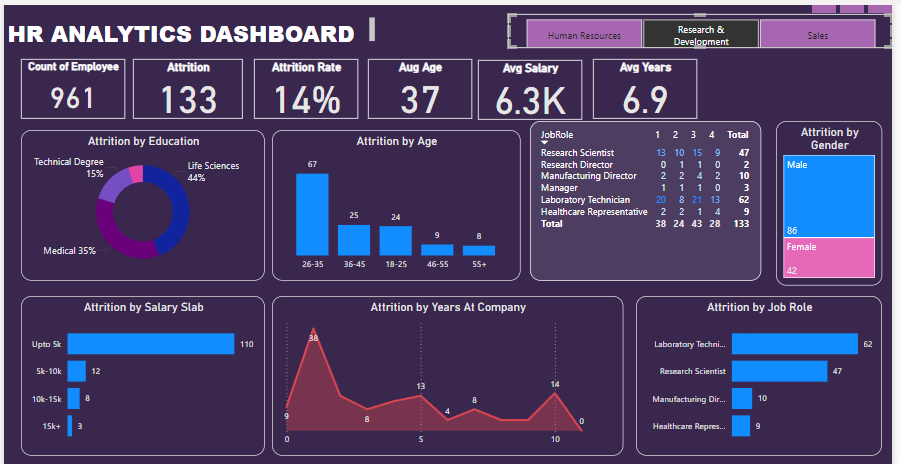 HR ANALYTICS DASHBOARD
Human Resources
Research &
Development
Sales
Count of Employee
961
Attrition
133
Attrition Rate
14%
Aug Age
37
Avg Salary
6.3K
Avg Years
6.9
Attrition by Education
Technical Degree
15%
Life Sciences
44%
Medical 35%
Attrition by Age
67
25
24
9
8
26-35 36-45 18-25 46-55 55+
JobRole 1 2 3 4 Total
Research Scientist 13 10 15 9 47
Research Director 0 1 1 0 2
Manufacturing Director 2 2 4 2 10
Manager 1 1 1 0 3
Laboratory Technician 20 8 21 13 62
Healthcare Representative 2 2 1 4 9
Total 38 24 43 28 133
Attrition by
Gender
Male
86
Female
42
Attrition by Salary Slab
Upto 5k 110
5k-10k 12
10k-15k 8
15k+ 3
Attrition by Years At Company
38
9
8
13
4
8
14
0
0 5 10
Attrition by Job Role
Laboratory Techni... 62
Research Scientist 47
Manufacturing Dir... 10
Healthcare Repres... 9